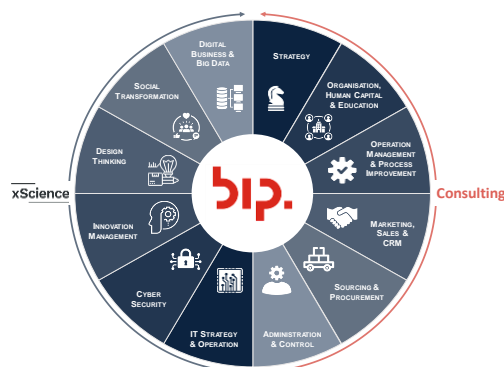 DIGITAL
BUSINESS &
BIG DATA
STRATEGY
ORGANISATION,
HUMAN CAPITAL
& EDUCATION
OPERATION
MANAGEMENT
& PROCESS
IMPROVEMENT
MARKETING,
SALES &
CRM
SOURCING &
PROCUREMENT
ADMINISTRATION
& CONTROL
IT STRATEGY
& OPERATION
CYBER
SECURITY
INNOVATION
MANAGEMENT
DESIGN
THINKING
SOCIAL
TRANSFORMATION
bip.
xScience
Consulting